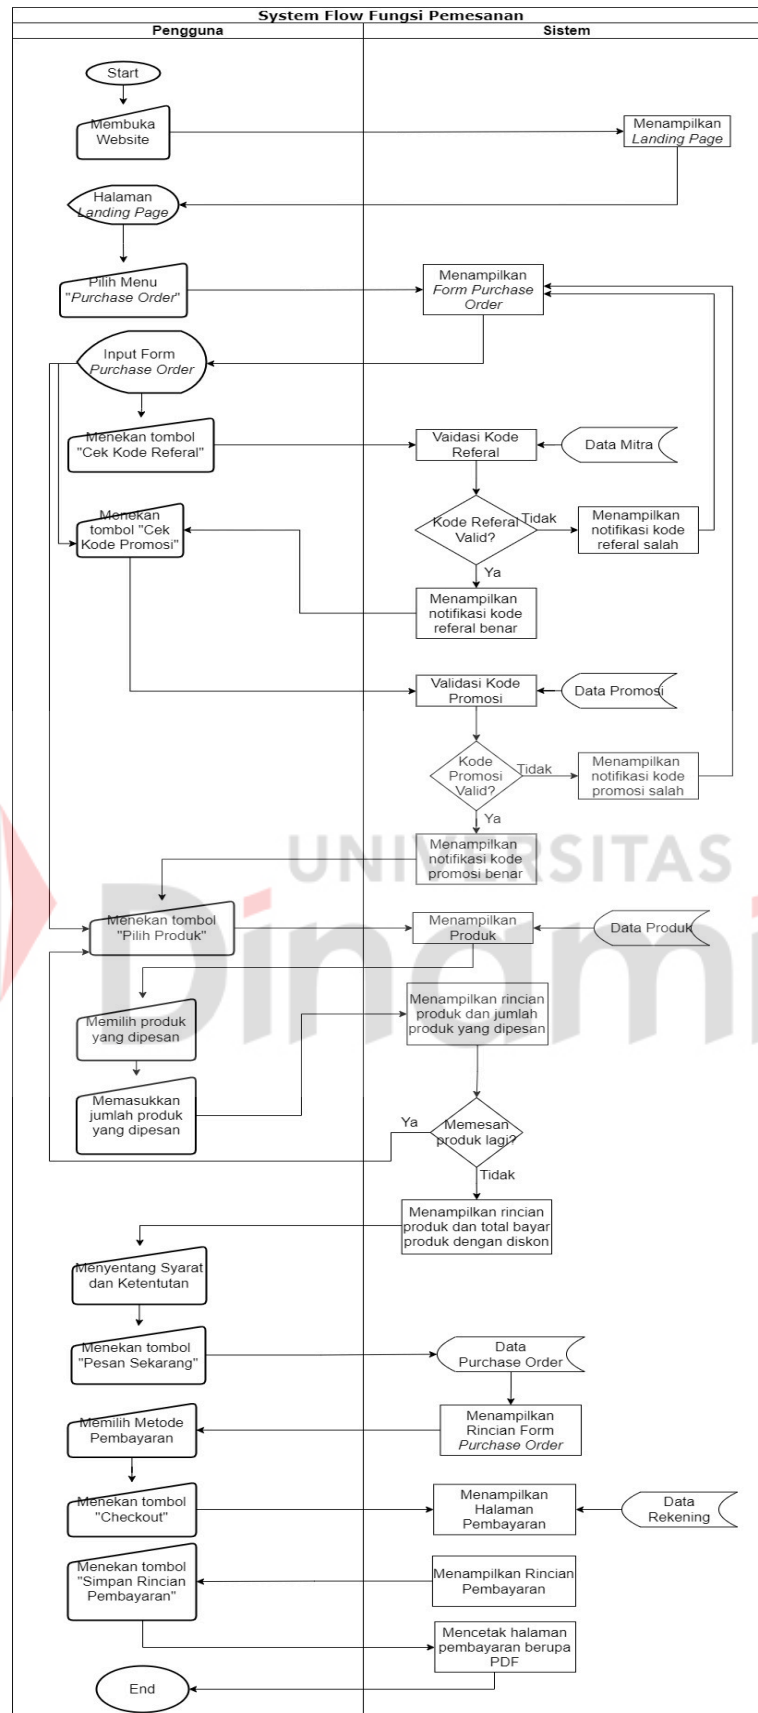 System Flow Fungsi Pemesanan
Pengguna
Sistem
Start
Membuka
Website
Menampilkan
Landing Page
Halaman
Landing Page
Pilih Menu
"Purchase Order"
Menampilkan
Form Purchase
Order
Input Form
Purchase Order
Menekan tombol
"Cek Kode Referal"
Vaidasi Kode
Referal
Data Mitra
Menekan
tombol "Cek
Kode Promosi"
Kode Referal
Valid?
Tidak
Menampilkan
notifikasi kode
referal salah
Ya
Menampilkan
notifikasi kode
referal benar
Validasi Kode
Promosi
Data Promosi
Kode
Promosi
Valid?
Tidak
Menampilkan
notifikasi kode
promosi salah
Ya
Menampilkan
notifikasi kode
promosi benar
UNIVERSITAS
Dinami
Menekan tombol
"Pilih Produk"
Menampilkan
Produk
Data Produk
Memilih produk
yang dipesan
Menampilkan rincian
produk dan jumlah
produk yang dipesan
Memasukkan
jumlah produk
yang dipesan
Ya
Memesan
produk lagi?
Tidak
Menampilkan rincian
produk dan total bayar
produk dengan diskon
Menyentang Syarat
dan Ketentutan
Menekan tombol
"Pesan Sekarang"
Data
Purchase Order
Memilih Metode
Pembayaran
Menampilkan
Rincian Form
Purchase Order
Menekan tombol
"Checkout"
Menampilkan
Halaman
Pembayaran
Data
Rekening
Menekan tombol
"Simpan Rincian
Pembayaran"
Menampilkan Rincian
Pembayaran
Mencetak halaman
pembayaran berupa
PDF
End